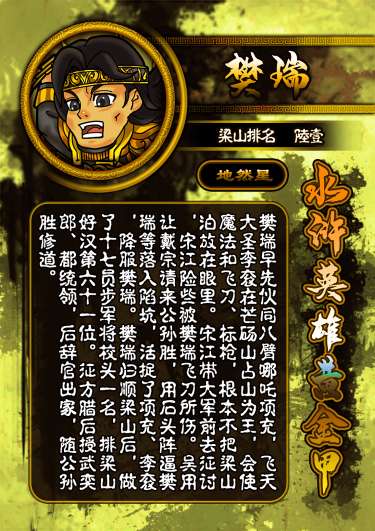 樊瑞
梁山排名 陸壹
地然星
水浒英雄黄金甲
樊瑞早先伙同八臂哪吒项充，飞天
大圣李衮在芒砀山占山为王，会使
魔法和飞刀、标枪，根本不把梁山
泊放在眼里。宋江带大军前去征讨
，宋江险些被樊瑞飞刀所伤。吴用
让戴宗请来公孙胜，用石头阵逼樊
瑞等落入陷坑，活捉了项充、李衮
，降服樊瑞。樊瑞归顺梁山后，做
了十七员步军将校头一名，排梁山
好汉第六十一位。征方腊后授武奕
郎、都统领，后辞官出家，随公孙
胜修道。